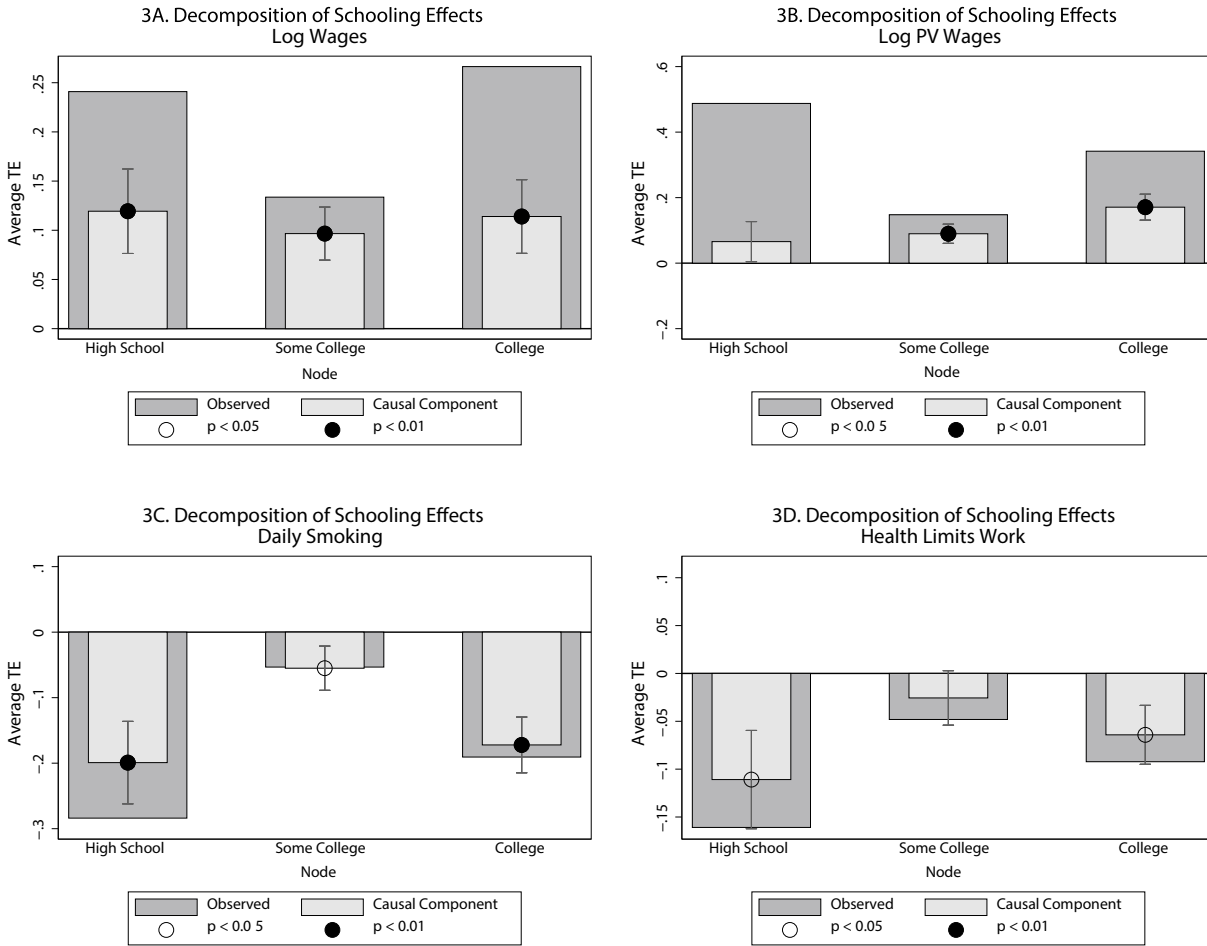 3A. Decomposition of Schooling Effects
Log Wages
Average TE
.25
.2
.15
.1
.05
0
High School Some College College
Node
Observed Causal Component
p < 0.05 p < 0.01
3B. Decomposition of Schooling Effects
Log PV Wages
Average TE
.6
.4
.2
0
−.2
High School Some College College
Node
Observed Causal Component
p < 0.0 5 p < 0.01
3C. Decomposition of Schooling Effects
Daily Smoking
Average TE
.1
0
−.1
−.2
−.3
High School Some College College
Node
Observed Causal Component
p < 0.0 5 p < 0.01
3D. Decomposition of Schooling Effects
Health Limits Work
Average TE
.1
.05
0
−.05
−.1
−.15
High School Some College College
Node
Observed Causal Component
p < 0.05 p < 0.01